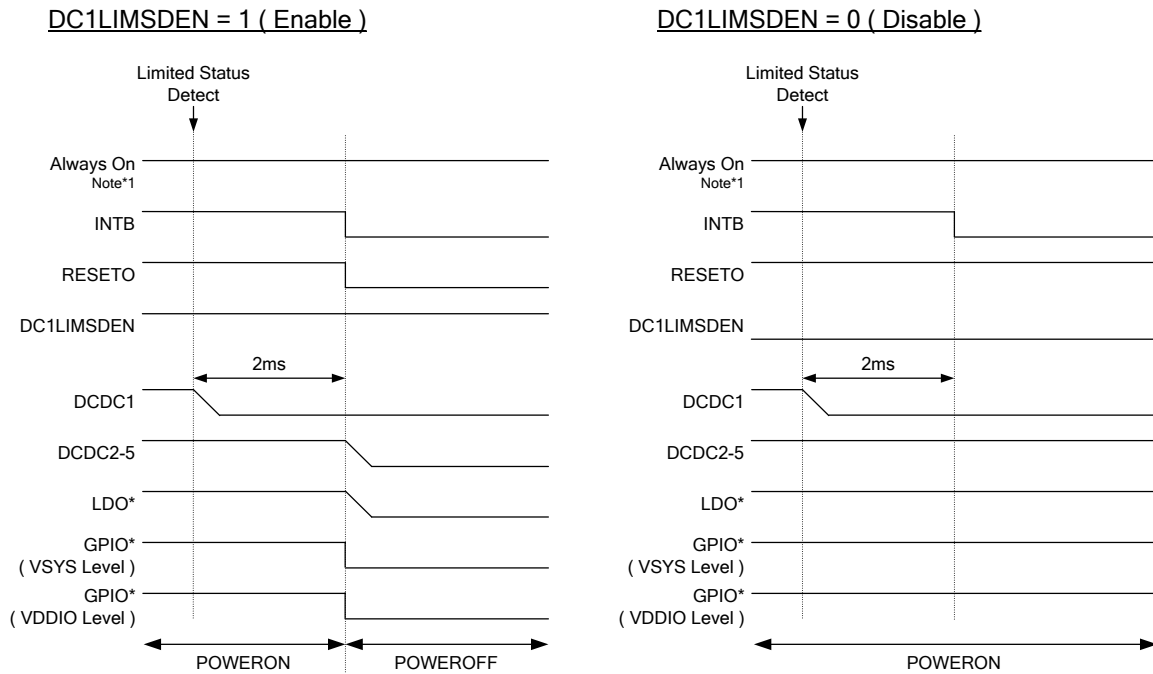 DC1LIMSDEN = 1 ( Enable )
Limited Status
Detect
Always On
Note*1
INTB
RESETO
DC1LIMSDEN
2ms
DCDC1
DCDC2-5
LDO*
GPIO*
( VSYS Level )
GPIO*
( VDDIO Level )
POWERON
POWEROFF
DC1LIMSDEN = 0 ( Disable )
Limited Status
Detect
Always On
Note*1
INTB
RESETO
DC1LIMSDEN
2ms
DCDC1
DCDC2-5
LDO*
GPIO*
( VSYS Level )
GPIO*
( VDDIO Level )
POWERON